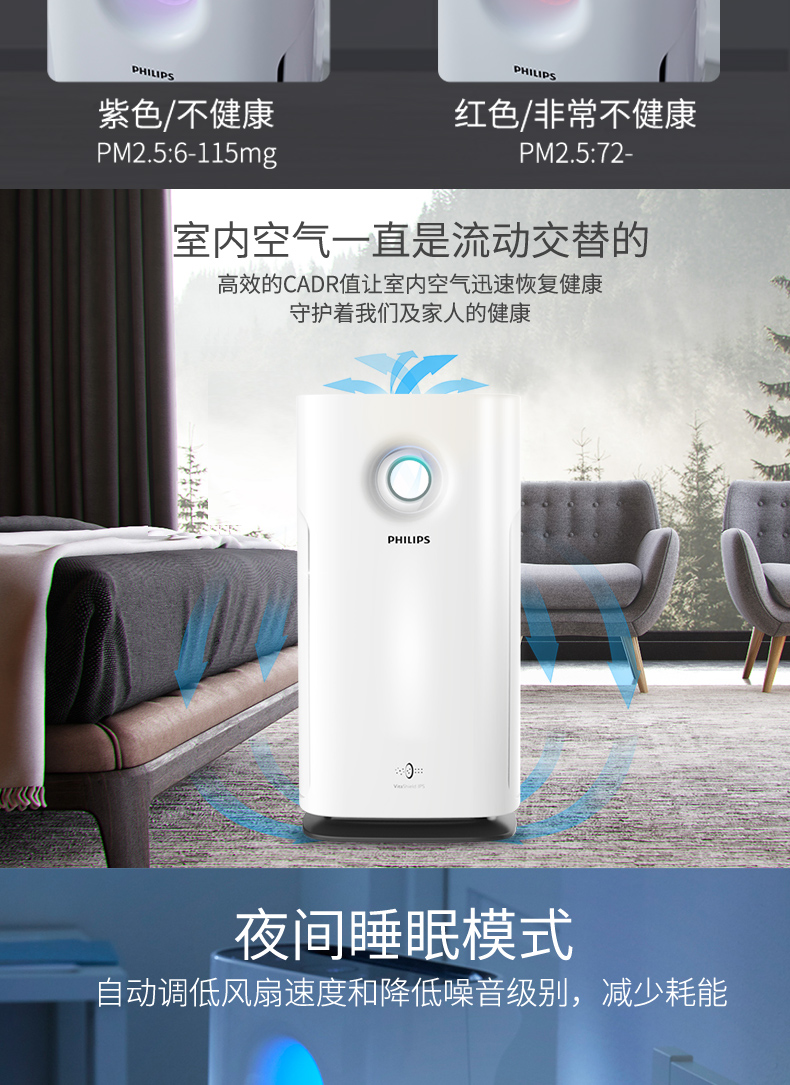 PHILIPS
PHILIPS
紫色/不健康
红色/非常不健康
PM2.5:6-115mg
PM2.5:72-
室内空气一直是流动交替的
高效的CADR值让室内空气迅速恢复健康
守护着我们及家人的健康
PHILIPS
VitaShield IPS
夜间睡眠模式
自动调低风扇速度和降低噪音级别，减少耗能